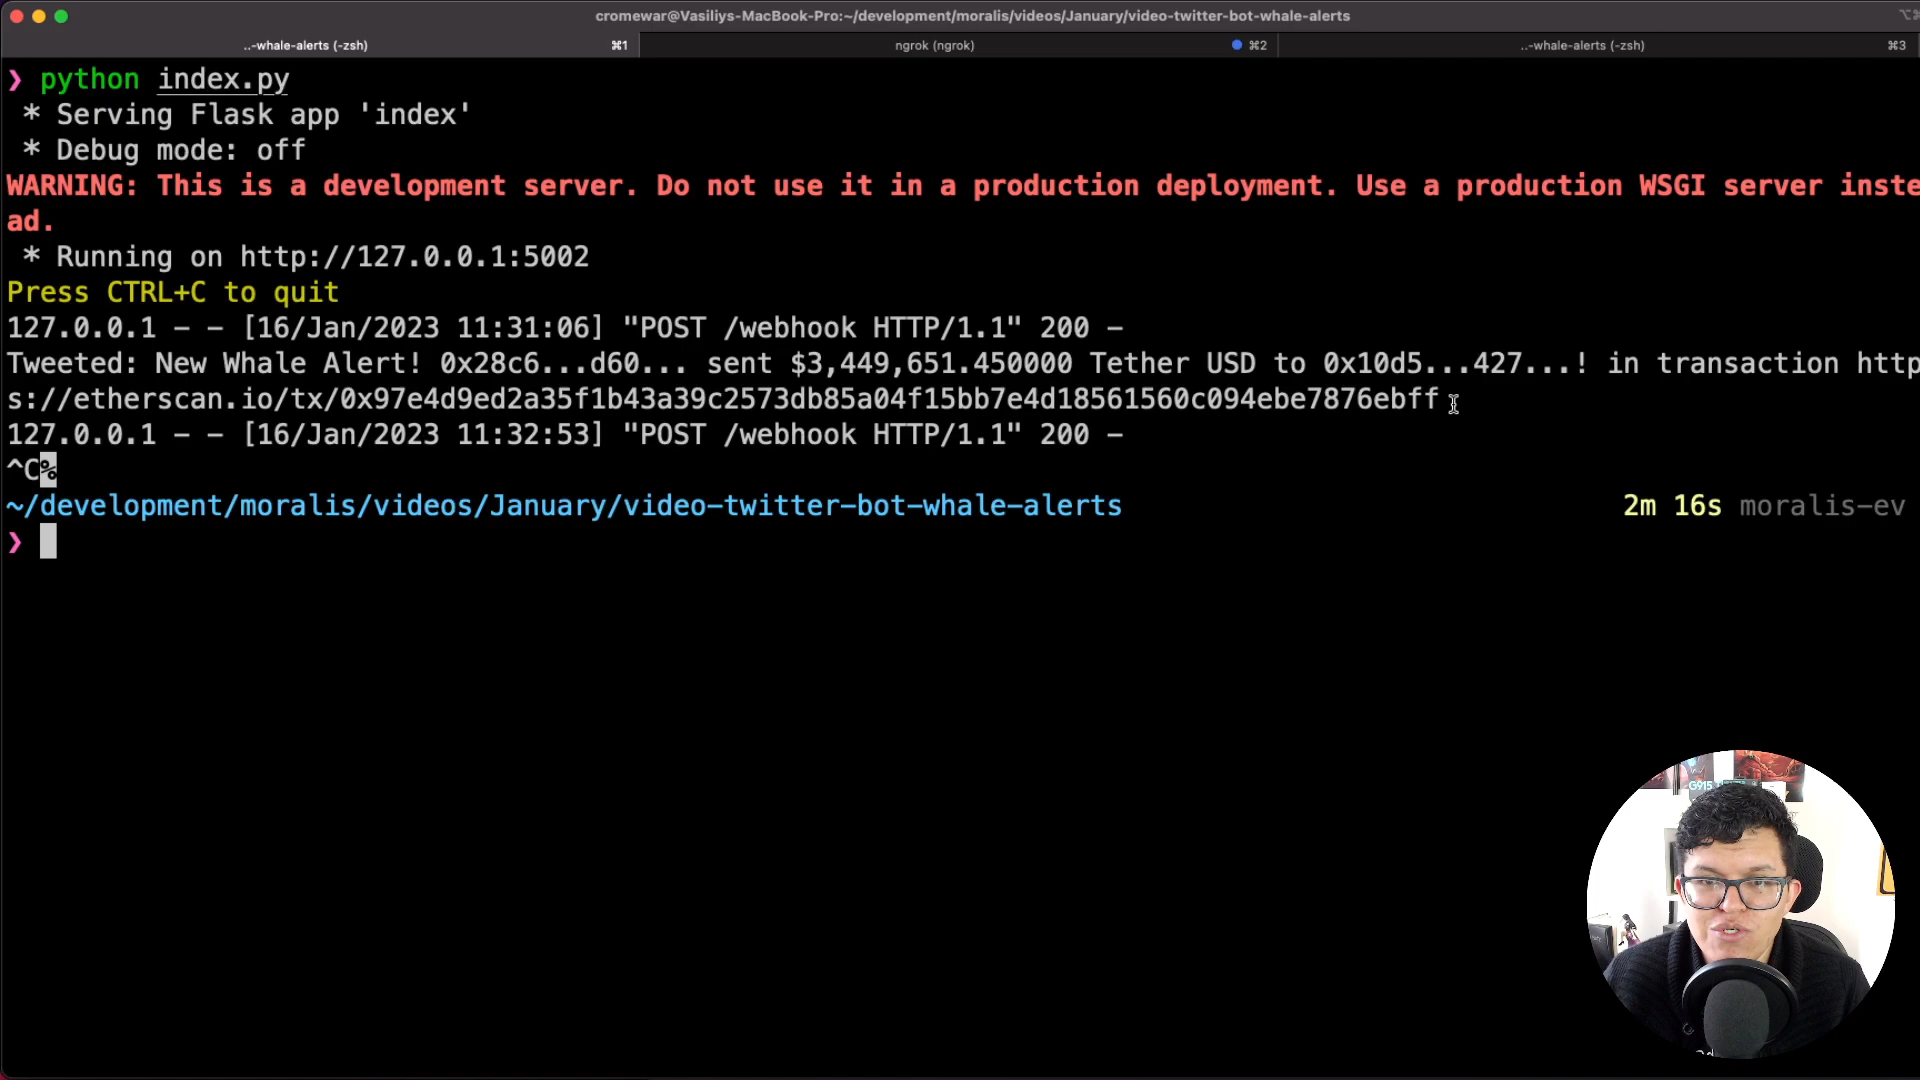 cromewar@Vasiliys-MacBook-Pro:~/development/moralis/videos/January/video-twitter-bot-whale-alerts
..-whale-alerts (-zsh) ⌘1 ngrok (ngrok) ⌘2 ..-whale-alerts (-zsh) ⌘3
❯ python index.py
* Serving Flask app 'index'
* Debug mode: off
WARNING: This is a development server. Do not use it in a production deployment. Use a production WSGI server inste
ad.
* Running on http://127.0.0.1:5002
Press CTRL+C to quit
127.0.0.1 - - [16/Jan/2023 11:31:06] "POST /webhook HTTP/1.1" 200 -
Tweeted: New Whale Alert! 0x28c6...d60... sent $3,449,651.450000 Tether USD to 0x10d5...427...! in transaction http
s://etherscan.io/tx/0x97e4d9ed2a35f1b43a39c2573db85a04f15bb7e4d18561560c094ebe7876ebff
127.0.0.1 - - [16/Jan/2023 11:32:53] "POST /webhook HTTP/1.1" 200 -
^C%
~/development/moralis/videos/January/video-twitter-bot-whale-alerts 2m 16s moralis-ev
❯
G915